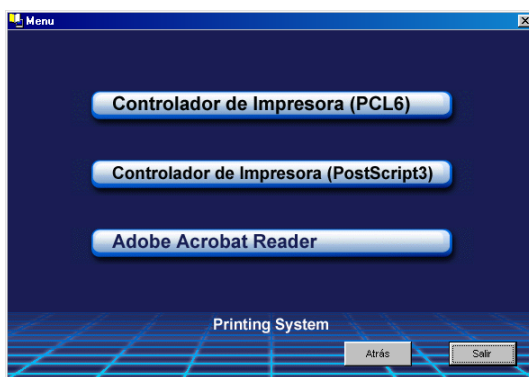 Menu
Controlador de Impresora (PCL6)
Controlador de Impresora (PostScript3)
Adobe Acrobat Reader
Printing System
Atrás
Salir